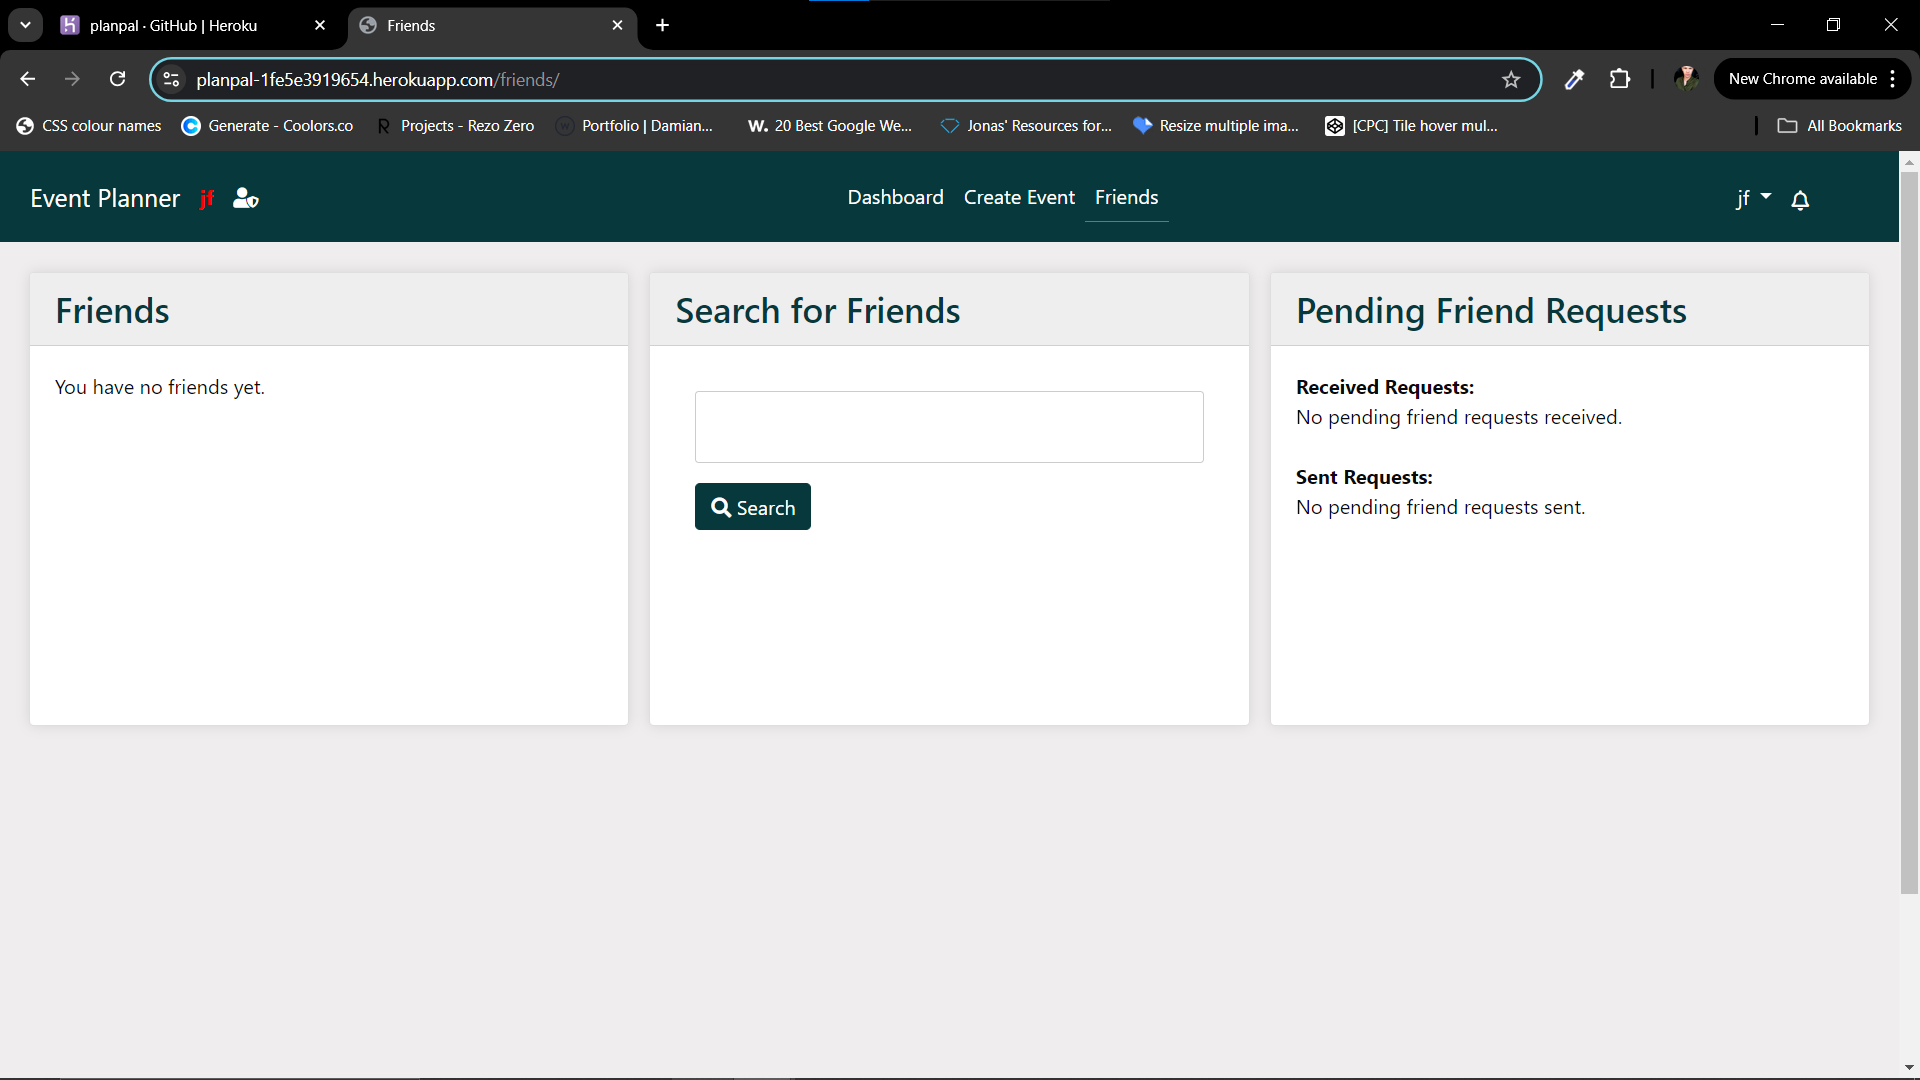 planpal · GitHub | Heroku
Friends
planpal-1fe5e3919654.herokuapp.com/friends/
New Chrome available
CSS colour names
Generate - Coolors.co
Projects - Rezo Zero
Portfolio | Damian...
W. 20 Best Google We...
Jonas' Resources for...
Resize multiple ima...
[CPC] Tile hover mul...
All Bookmarks
Event Planner jf
Dashboard Create Event Friends
jf
Friends
You have no friends yet.
Search for Friends
Search
Pending Friend Requests
Received Requests:
No pending friend requests received.
Sent Requests:
No pending friend requests sent.